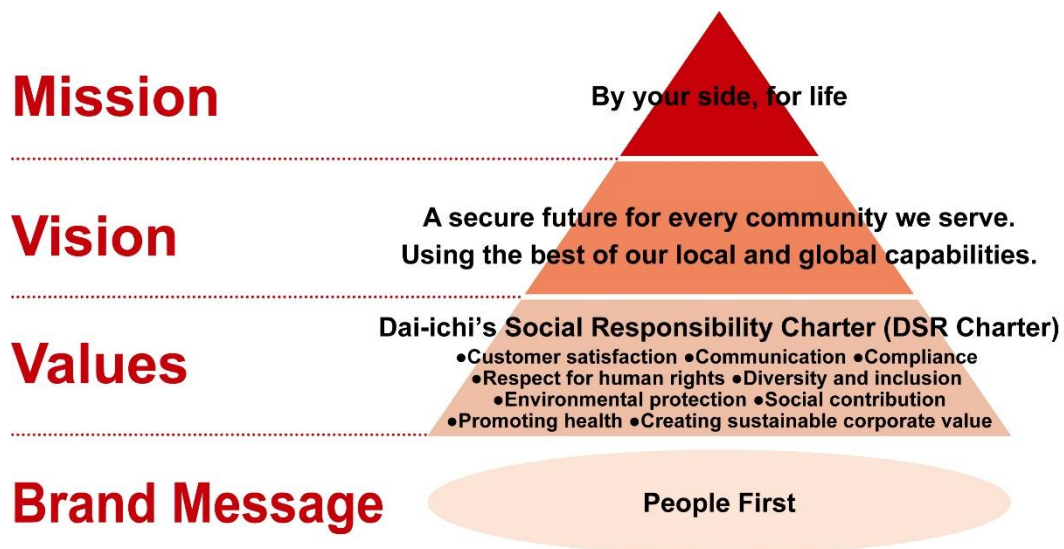 Mission
By your side, for life
Vision
A secure future for every community we serve.
Using the best of our local and global capabilities.
Values
Dai-ichi’s Social Responsibility Charter (DSR Charter)
●Customer satisfaction ●Communication ●Compliance
●Respect for human rights ●Diversity and inclusion
●Environmental protection ●Social contribution
●Promoting health ●Creating sustainable corporate value
Brand Message
People First